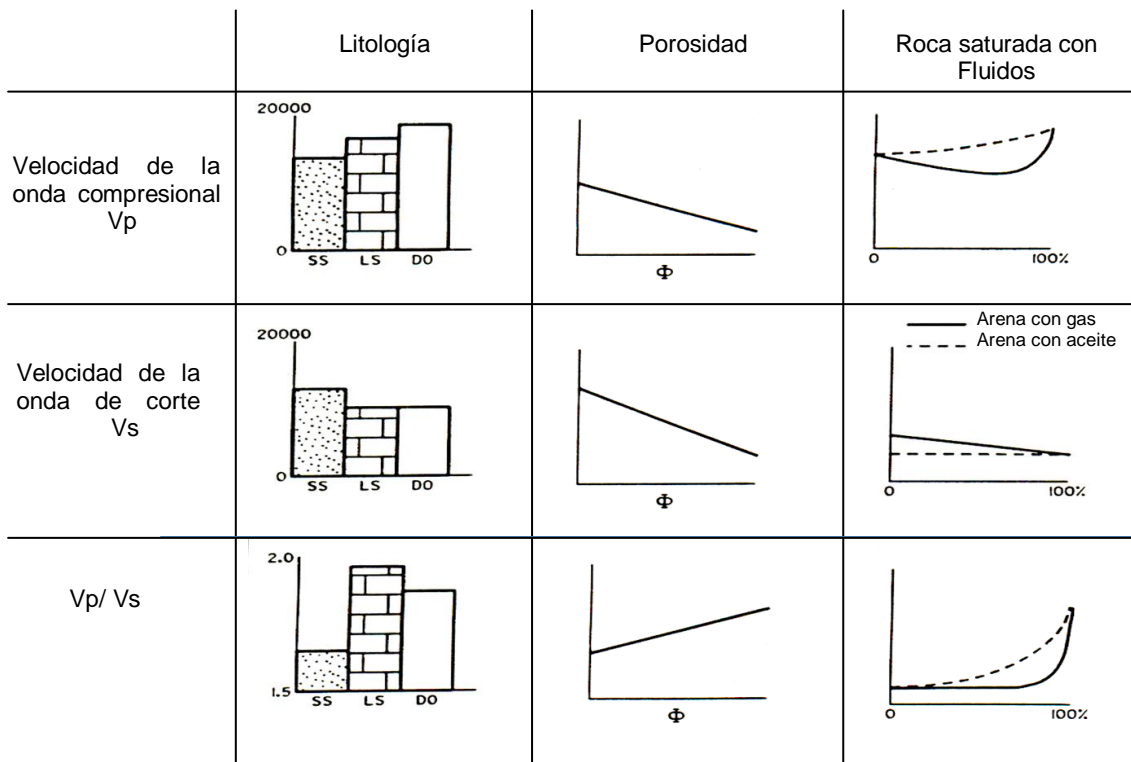 Litología
Porosidad
Roca saturada con
Fluidos
Velocidad de la
onda compresional
Vp
20000
0
SS LS DO
Φ
0 100%
Velocidad de la
onda de corte
Vs
20000
0
SS LS DO
Φ
Arena con gas
Arena con aceite
0 100%
Vp/ Vs
2.0
1.5
SS LS DO
Φ
0 100%